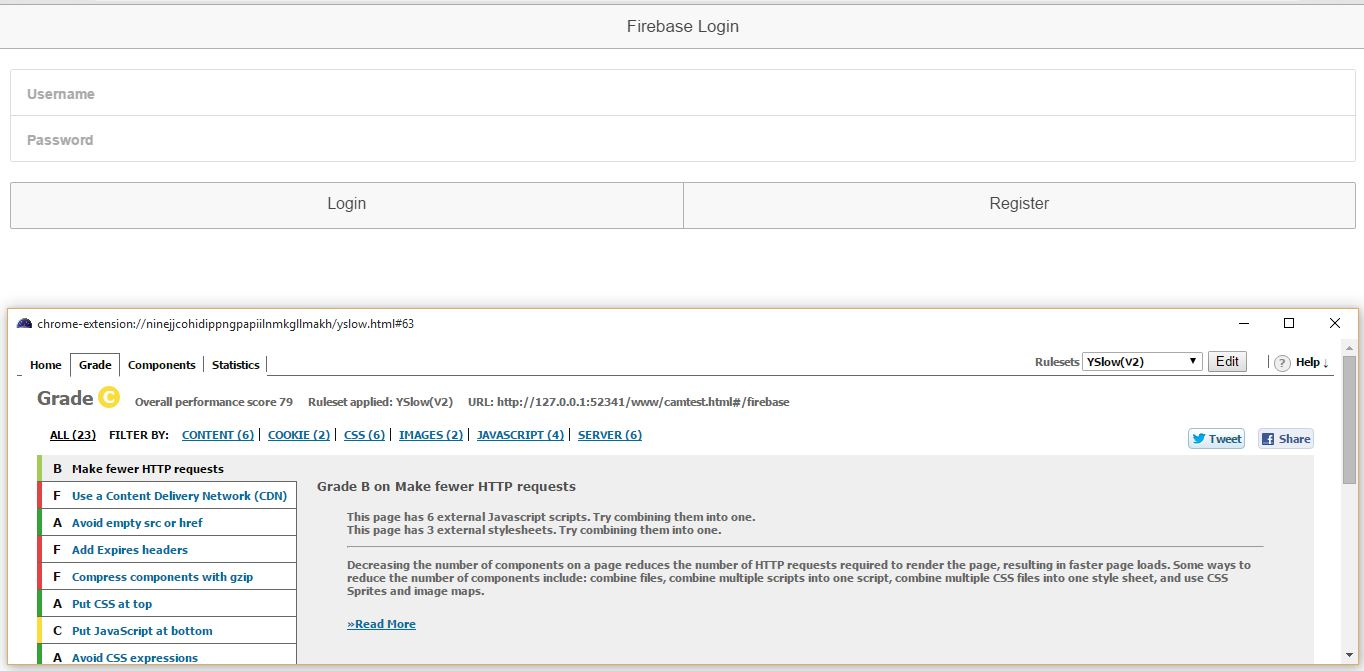 Firebase Login
Username
Password
Login Register
chrome-extension://ninejjcohidippngpapiilnmkgllmakh/yslow.html#63
Home Grade Components Statistics Rulesets YSlow(V2) Edit ? Help ↓
Grade C Overall performance score 79 Ruleset applied: YSlow(V2) URL: http://127.0.0.1:52341/www/camtest.html#/firebase
ALL (23) FILTER BY: CONTENT (6) COOKIE (2) CSS (6) IMAGES (2) JAVASCRIPT (4) SERVER (6)
Tweet Share
B Make fewer HTTP requests
F Use a Content Delivery Network (CDN)
A Avoid empty src or href
F Add Expires headers
F Compress components with gzip
A Put CSS at top
C Put JavaScript at bottom
A Avoid CSS expressions
Grade B on Make fewer HTTP requests
This page has 6 external Javascript scripts. Try combining them into one.
This page has 3 external stylesheets. Try combining them into one.
Decreasing the number of components on a page reduces the number of HTTP requests required to render the page, resulting in faster page loads. Some ways to
reduce the number of components include: combine files, combine multiple scripts into one script, combine multiple CSS files into one style sheet, and use CSS
Sprites and image maps.
»Read More